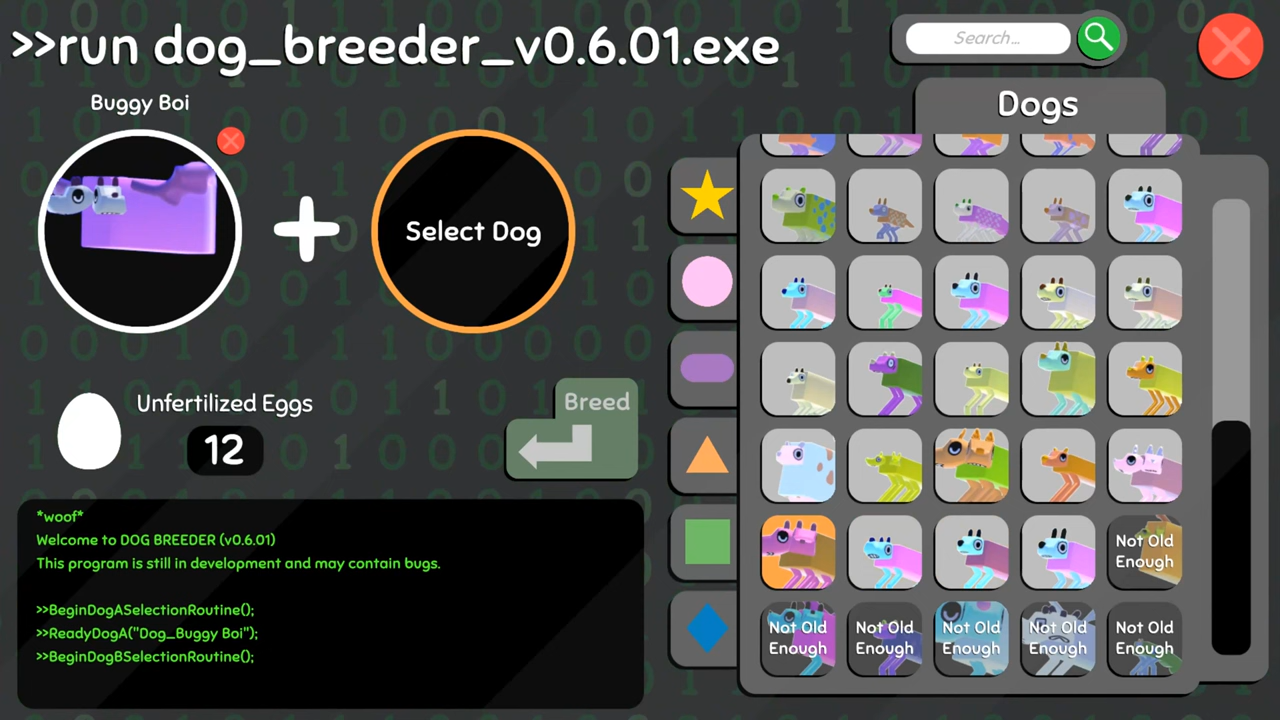 >>run dog_breeder_v0.6.01.exe
Search...
Buggy Boi
Dogs
Select Dog
Unfertilized Eggs
12
Breed
*woof*
Welcome to DOG BREEDER (v0.6.01)
This program is still in development and may contain bugs.
>>BeginDogASelectionRoutine();
>>ReadyDogA("Dog_Buggy Boi");
>>BeginDogBSelectionRoutine();
Not Old
Enough
Not Old
Enough
Not Old
Enough
Not Old
Enough
Not Old
Enough
Not Old
Enough